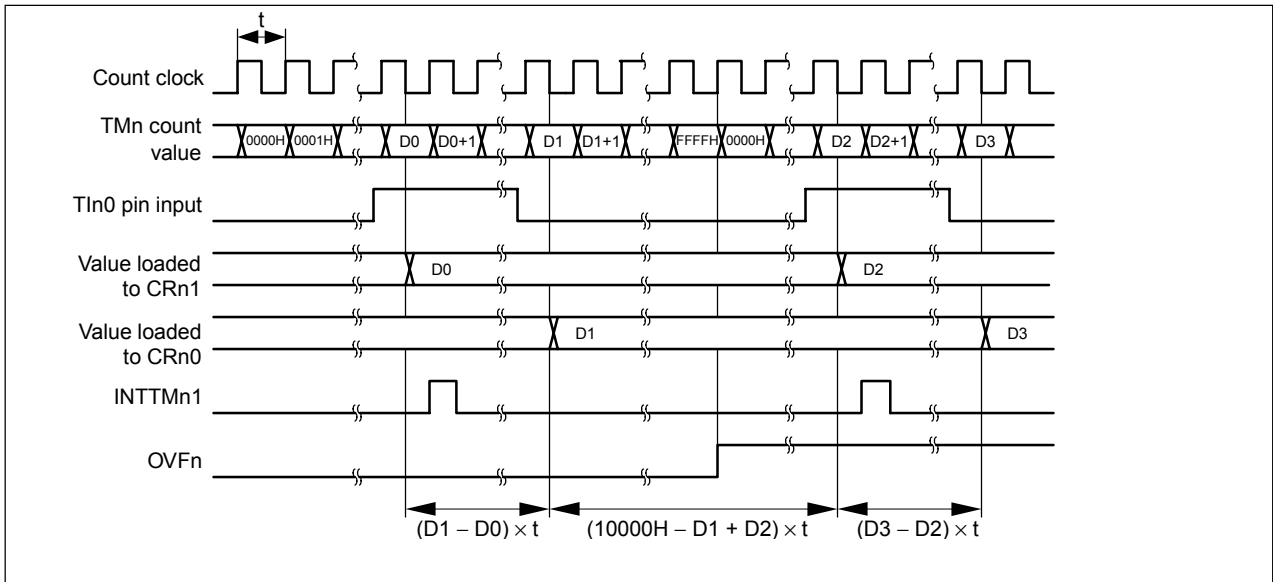 t
Count clock
TMn count
value
0000H 0001H D0 D0+1 D1 D1+1 FFFFH 0000H D2 D2+1 D3
TIn0 pin input
Value loaded
to CRn1
D0 D2
Value loaded
to CRn0
D1 D3
INTTMn1
OVFn
(D1 − D0) × t (10000H − D1 + D2) × t (D3 − D2) × t